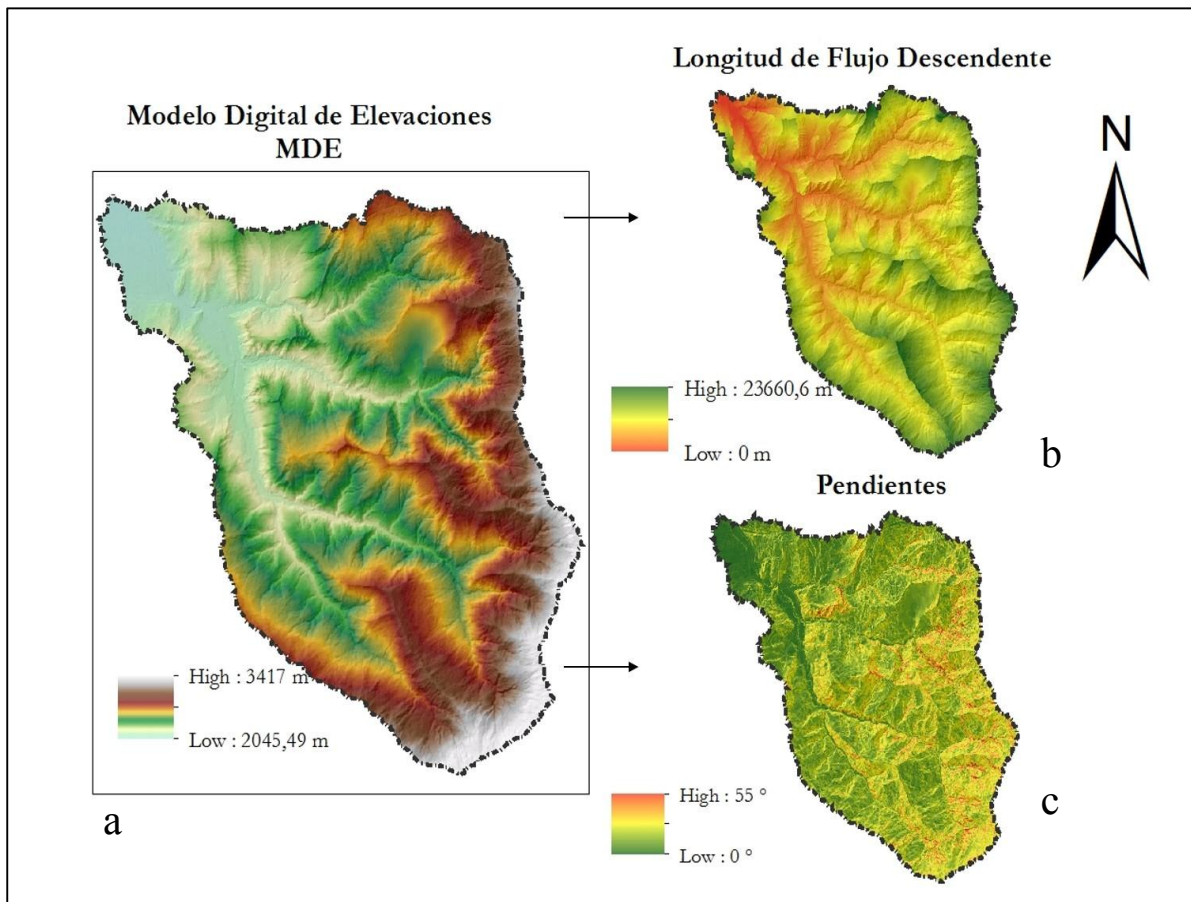 Modelo Digital de Elevaciones
MDE
High : 3417 m
Low : 2045,49 m
a
Longitud de Flujo Descendente
High : 23660,6 m
Low : 0 m
b
N
Pendientes
High : 55 °
Low : 0 °
c